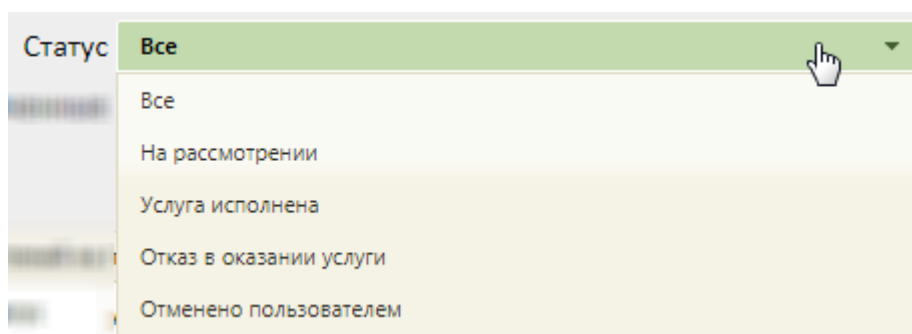 Статус Все
Все
На рассмотрении
Услуга исполнена
Отказ в оказании услуги
Отменено пользователем